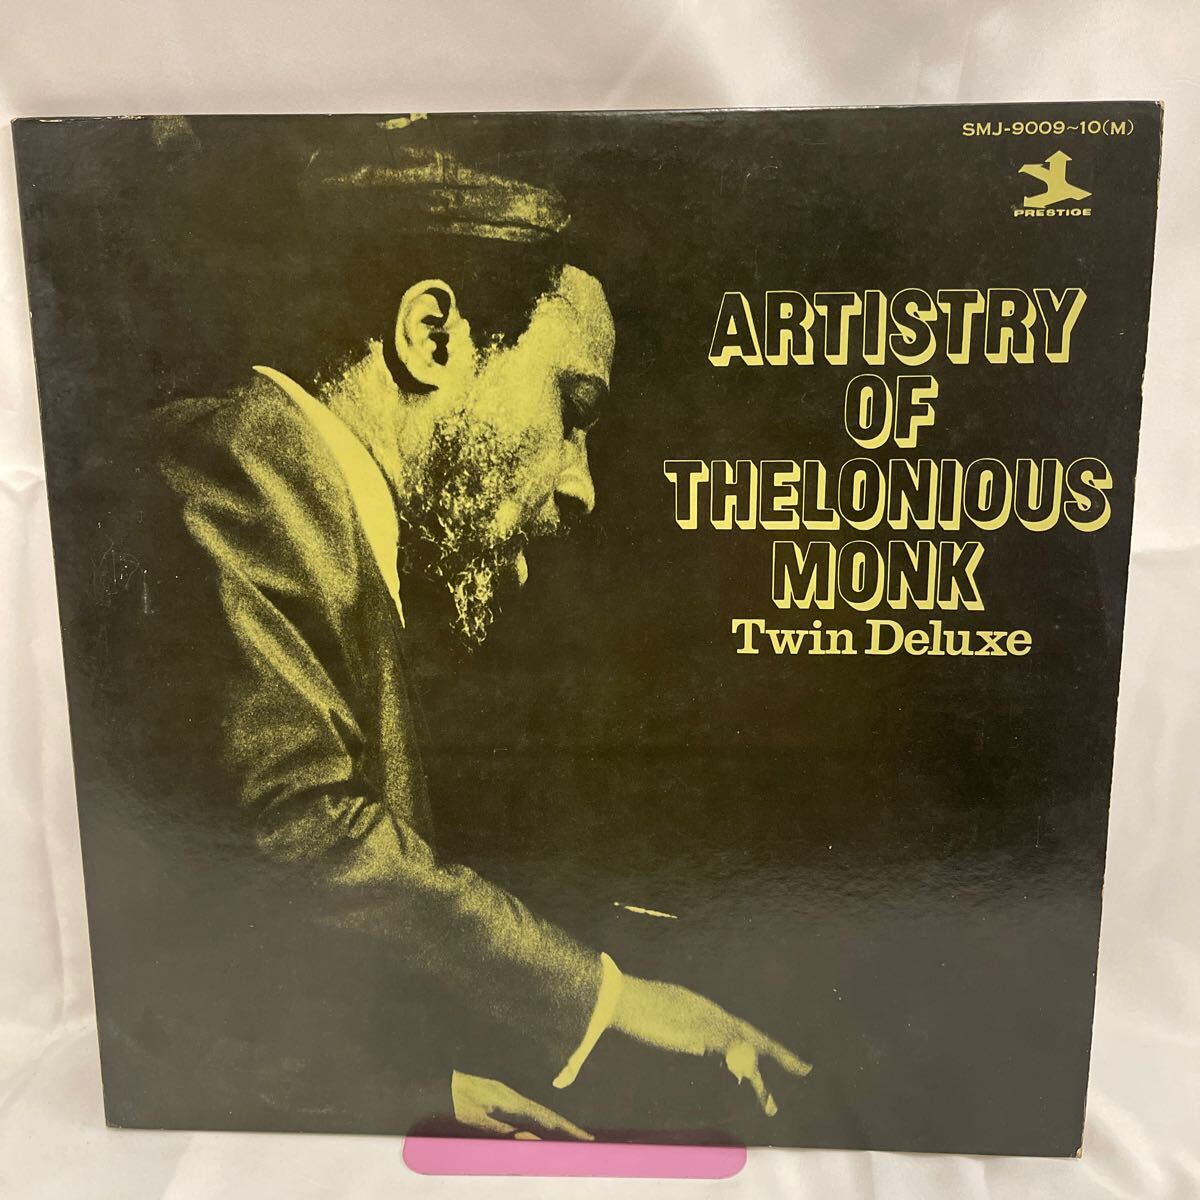 SMJ-9009~10(M)
PRESTIGE
ARTISTRY
OF
THELONIOUS
MONK
Twin Deluxe